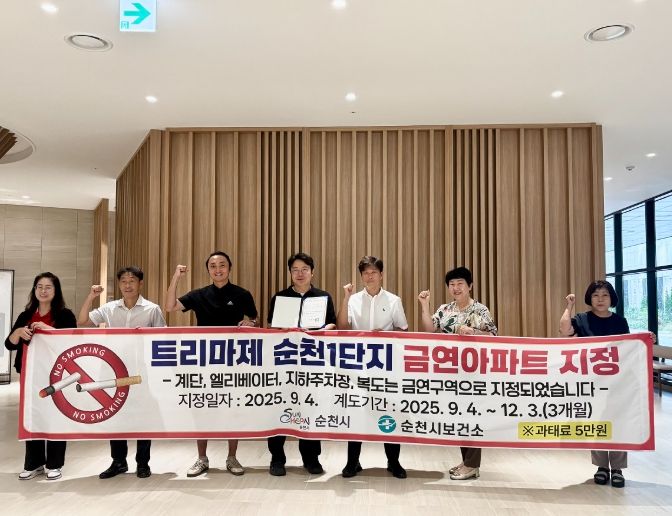 트리마제 순천1단지 금연아파트 지정
- 계단, 엘리베이터, 지하주차장, 복도는 금연구역으로 지정되었습니다 -
지정일자 : 2025. 9. 4. 계도기간 : 2025. 9. 4. ~ 12. 3.(3개월)
순천시 순천시보건소 ※과태료 5만원
NO SMOKING
NO SMOKING